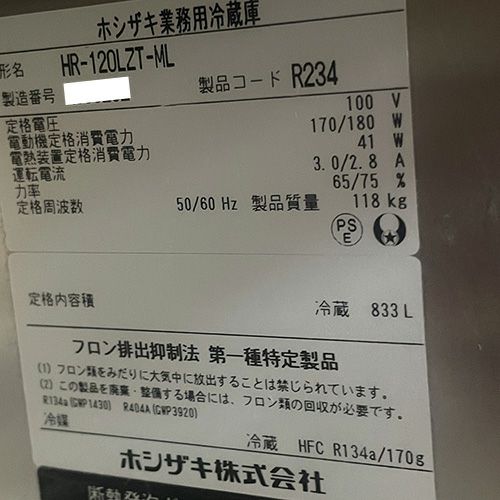 ホシザキ業務用冷蔵庫
形名 HR-120LZT-ML
製造番号 製品コード R234
定格電圧 100 V
電動機定格消費電力 170/180 W
電熱装置定格消費電力 41 W
運転電流 3.0/2.8 A
力率 65/75 %
定格周波数 50/60 Hz 製品質量 118 kg
PS
E
定格内容積 冷蔵 833 L
フロン排出抑制法 第一種特定製品
(1) フロン類をみだりに大気中に放出することは禁じられています。
(2) この製品を廃棄・整備する場合には、フロン類の回収が必要です。
R134a(GWP1430) R404A(GWP3920)
冷媒 冷蔵 HFC R134a/170g
ホシザキ株式会社